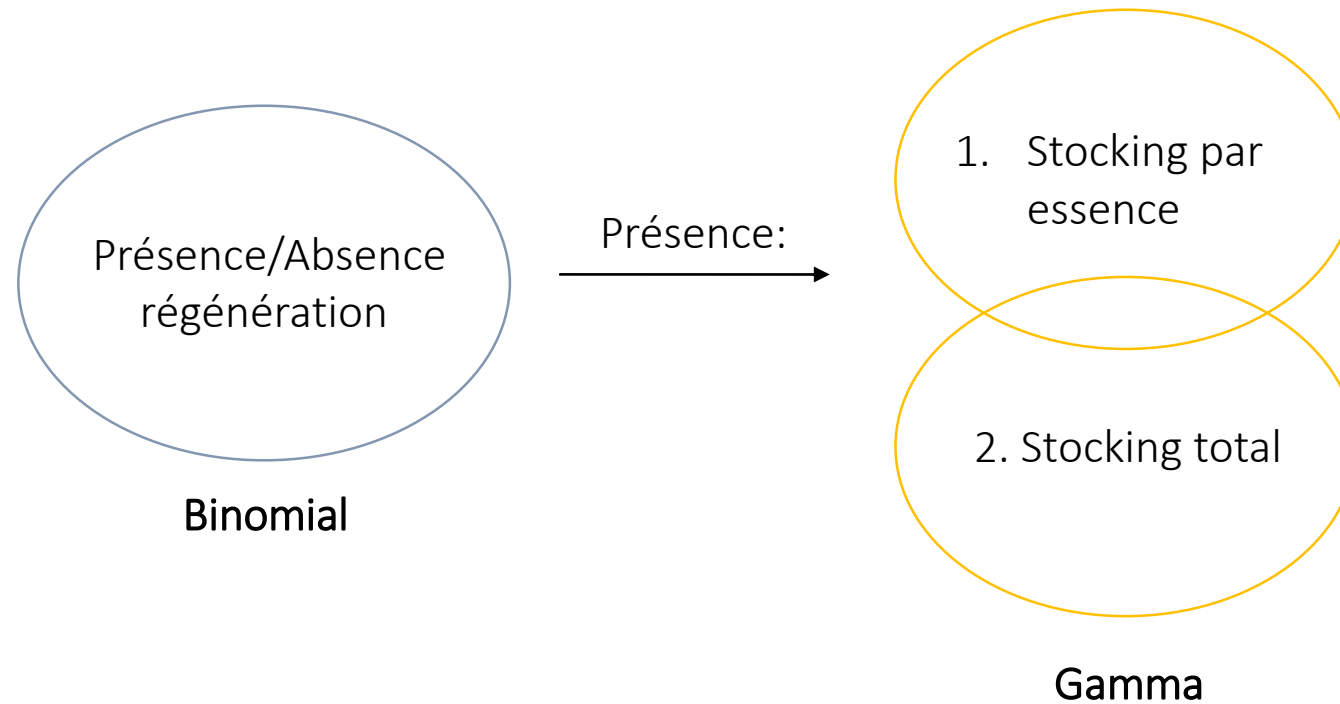 Présence/Absence
régénération
Binomial
Présence:
1. Stocking par
essence
2. Stocking total
Gamma